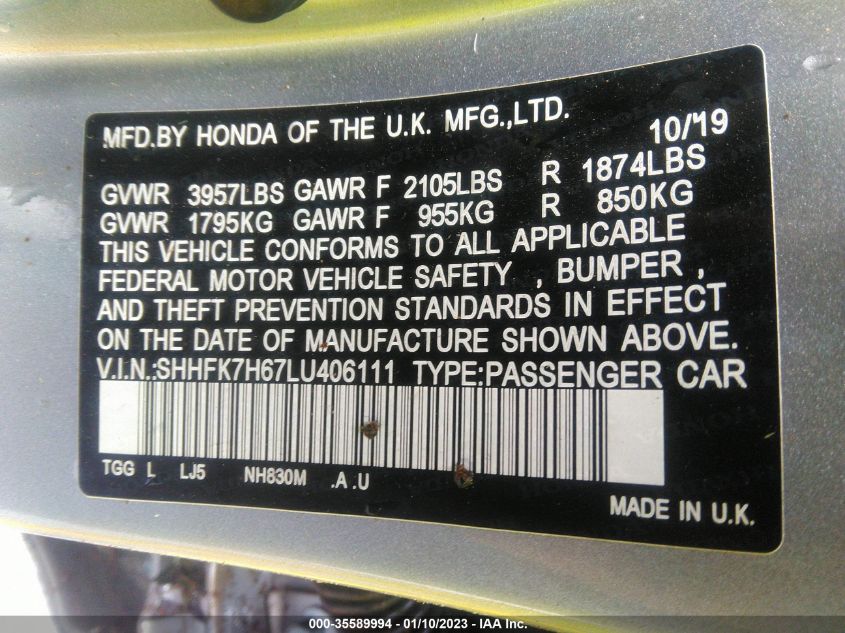 MFD.BY HONDA OF THE U.K. MFG.,LTD. 10/19
GVWR 3957LBS GAWR F 2105LBS R 1874LBS
GVWR 1795KG GAWR F 955KG R 850KG
THIS VEHICLE CONFORMS TO ALL APPLICABLE
FEDERAL MOTOR VEHICLE SAFETY , BUMPER ,
AND THEFT PREVENTION STANDARDS IN EFFECT
ON THE DATE OF MANUFACTURE SHOWN ABOVE.
V.I.N.:SHHFK7H67LU406111 TYPE:PASSENGER CAR
TGG L LJ5 NH830M .A .U
MADE IN U.K.
000-35589994 — 01/10/2023 — IAA Inc.